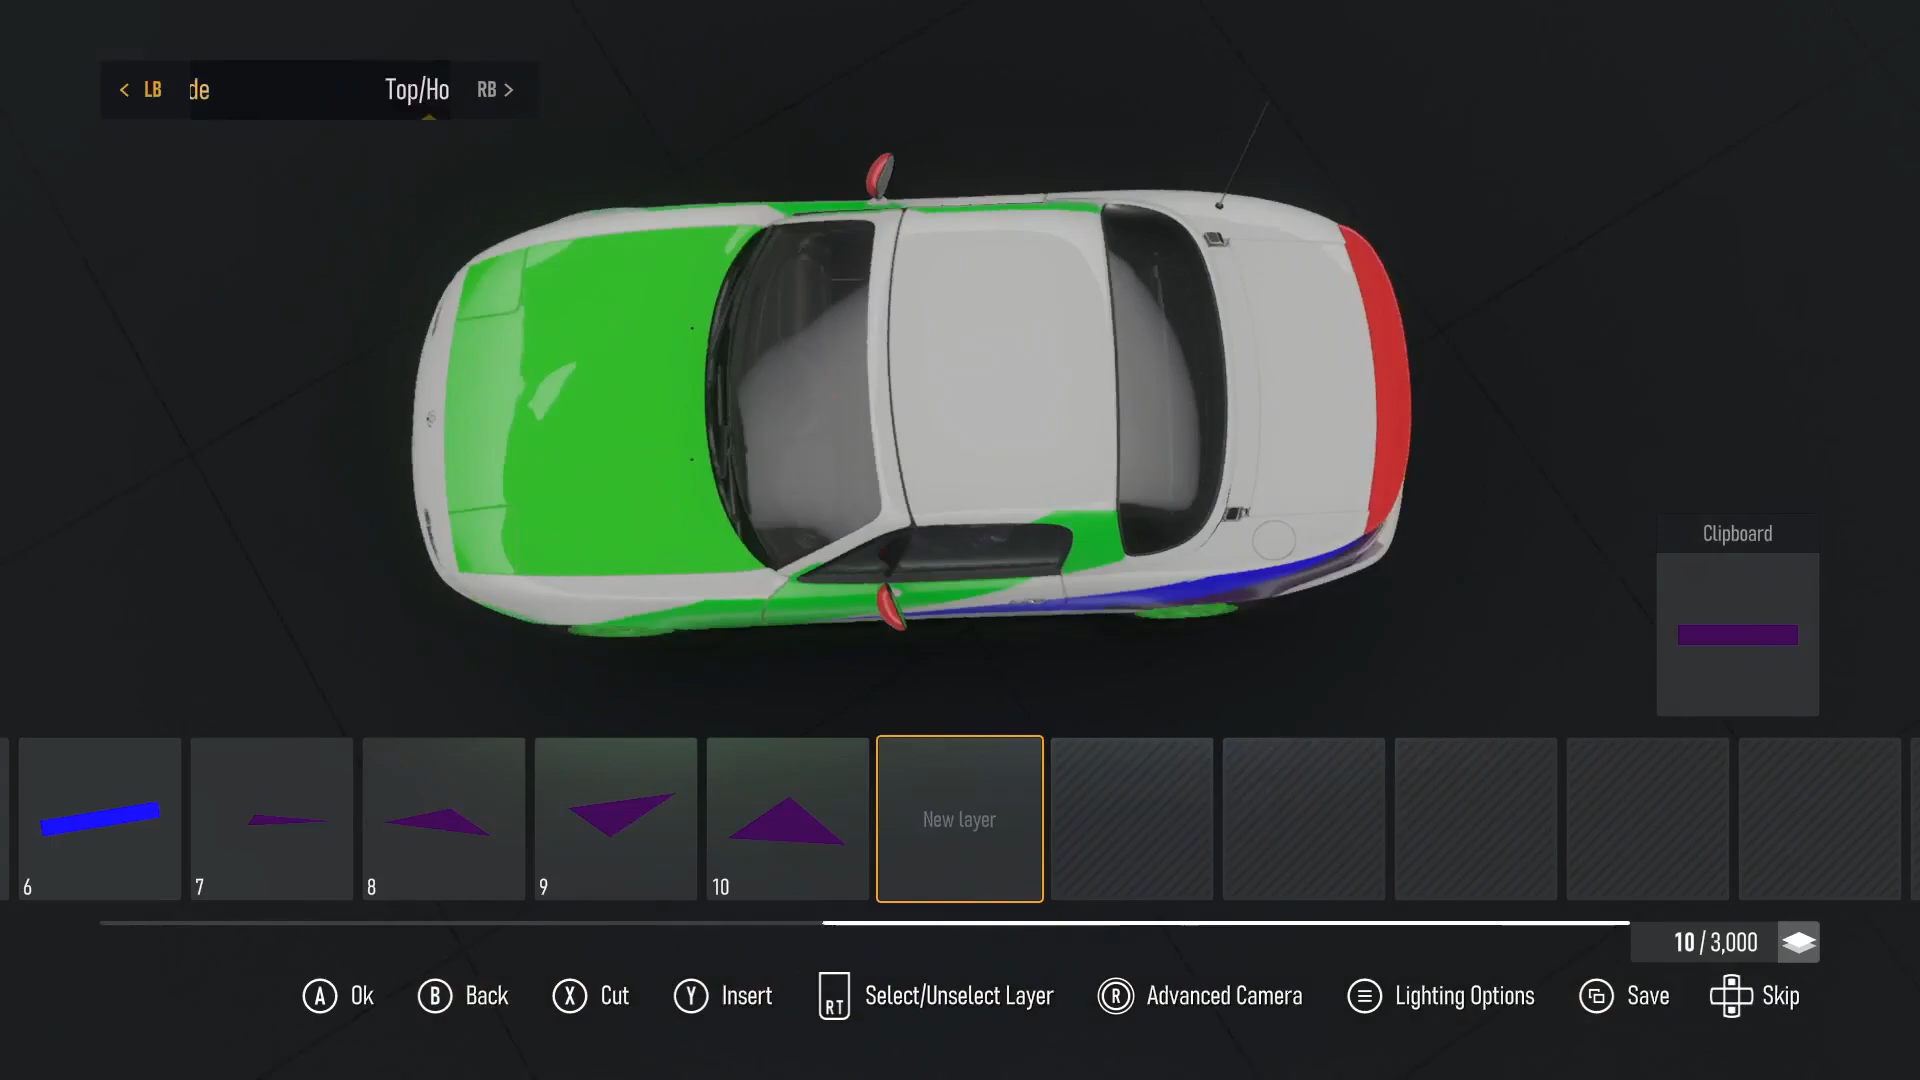 < LB de Top/Ho RB >
Clipboard
New layer
6 7 8 9 10
10 / 3,000
A Ok B Back X Cut Y Insert RT Select/Unselect Layer R Advanced Camera Lighting Options Save Skip